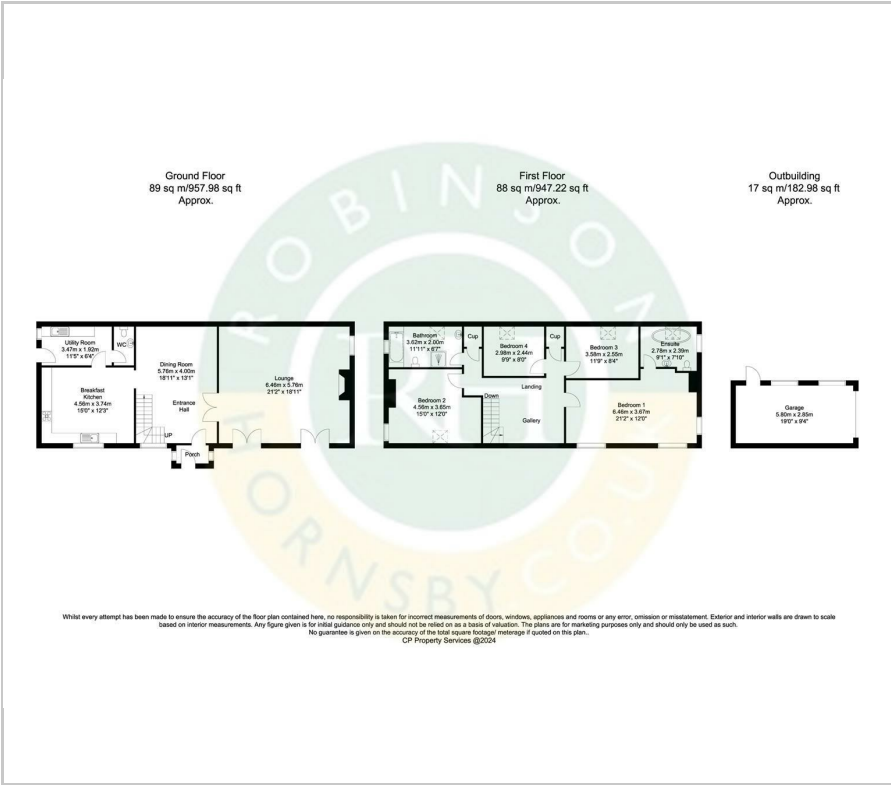 Ground Floor
89 sq m/957.98 sq ft
Approx.
First Floor
88 sq m/947.22 sq ft
Approx.
Outbuilding
17 sq m/182.98 sq ft
Approx.
ROBINSON
HORNSBY
COUK
Utility Room
3.47m x 1.92m
11'5" x 6'4"
WC
Dining Room
5.76m x 4.00m
18'11" x 13'1"
Lounge
6.46m x 5.76m
21'2" x 18'11"
Breakfast
Kitchen
4.56m x 3.74m
15'0" x 12'3"
Entrance
Hall
UP
Porch
Bathroom
3.62m x 2.00m
11'11" x 6'7"
Cup
Bedroom 4
2.98m x 2.44m
9'9" x 8'0"
Cup
Bedroom 3
3.58m x 2.55m
11'9" x 8'4"
Ensuite
2.78m x 2.39m
9'1" x 7'10"
Bedroom 2
4.56m x 3.65m
15'0" x 12'0"
Down
Landing
Gallery
Bedroom 1
6.46m x 3.67m
21'2" x 12'0"
Garage
5.80m x 2.85m
19'0" x 9'4"
Whilst every attempt has been made to ensure the accuracy of the floor plan contained here, no responsibility is taken for incorrect measurements of doors, windows, appliances and rooms or any error, omission or misstatement. Exterior and interior walls are drawn to scale
based on interior measurements. Any figure given is for initial guidance only and should not be relied on as a basis of valuation. The plans are for marketing purposes only and should only be used as such.
No guarantee is given on the accuracy of the total square footage/ meterage if quoted on this plan..
CP Property Services @2024